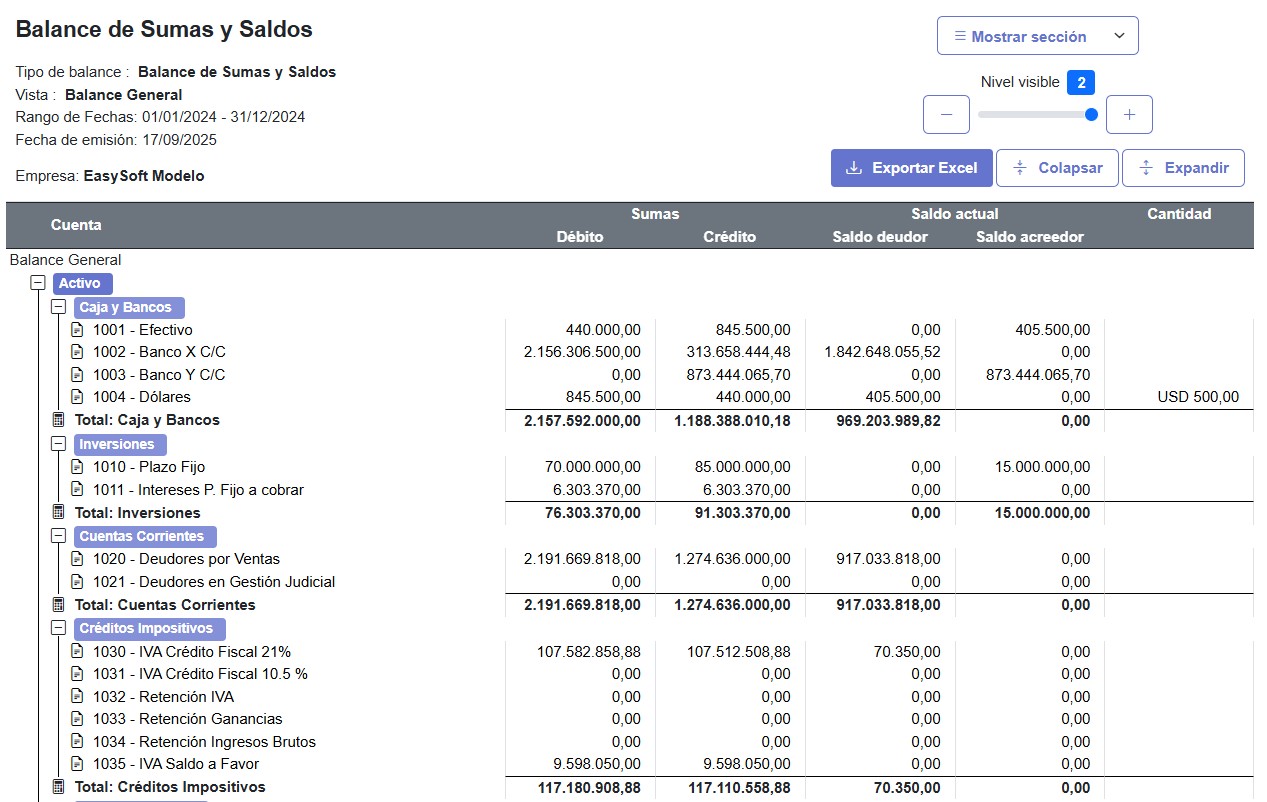 Balance de Sumas y Saldos
Mostrar sección
Tipo de balance : Balance de Sumas y Saldos
Vista : Balance General
Rango de Fechas: 01/01/2024 - 31/12/2024
Fecha de emisión: 17/09/2025
Nivel visible 2
Empresa: EasySoft Modelo
Exportar Excel Colapsar Expandir
Cuenta Sumas Saldo actual Cantidad
Débito Crédito Saldo deudor Saldo acreedor
Balance General
Activo
Caja y Bancos
1001 - Efectivo 440.000,00 845.500,00 0,00 405.500,00
1002 - Banco X C/C 2.156.306.500,00 313.658.444,48 1.842.648.055,52 0,00
1003 - Banco Y C/C 0,00 873.444.065,70 0,00 873.444.065,70
1004 - Dólares 845.500,00 440.000,00 405.500,00 0,00 USD 500,00
Total: Caja y Bancos 2.157.592.000,00 1.188.388.010,18 969.203.989,82 0,00
Inversiones
1010 - Plazo Fijo 70.000.000,00 85.000.000,00 0,00 15.000.000,00
1011 - Intereses P. Fijo a cobrar 6.303.370,00 6.303.370,00 0,00 0,00
Total: Inversiones 76.303.370,00 91.303.370,00 0,00 15.000.000,00
Cuentas Corrientes
1020 - Deudores por Ventas 2.191.669.818,00 1.274.636.000,00 917.033.818,00 0,00
1021 - Deudores en Gestión Judicial 0,00 0,00 0,00 0,00
Total: Cuentas Corrientes 2.191.669.818,00 1.274.636.000,00 917.033.818,00 0,00
Créditos Impositivos
1030 - IVA Crédito Fiscal 21% 107.582.858,88 107.512.508,88 70.350,00 0,00
1031 - IVA Crédito Fiscal 10.5 % 0,00 0,00 0,00 0,00
1032 - Retención IVA 0,00 0,00 0,00 0,00
1033 - Retención Ganancias 0,00 0,00 0,00 0,00
1034 - Retención Ingresos Brutos 0,00 0,00 0,00 0,00
1035 - IVA Saldo a Favor 9.598.050,00 9.598.050,00 0,00 0,00
Total: Créditos Impositivos 117.180.908,88 117.110.558,88 70.350,00 0,00